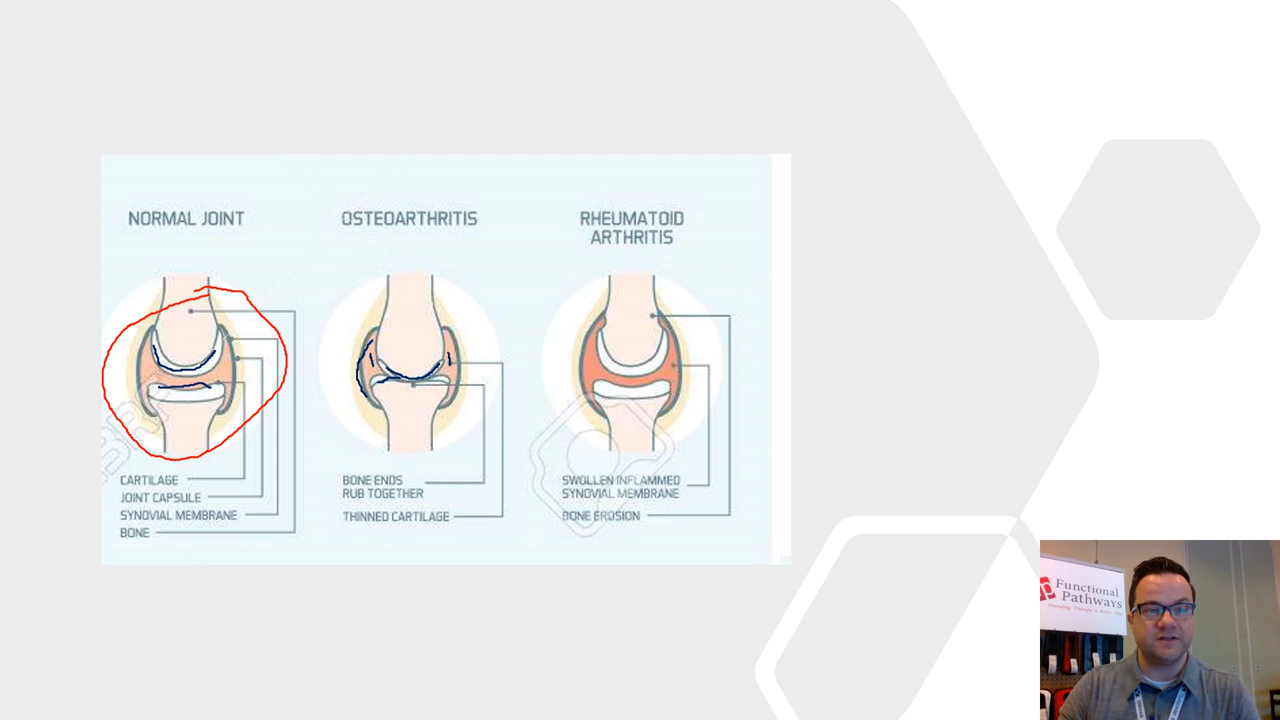 NORMAL JOINT
OSTEOARTHRITIS
RHEUMATOID
ARTHRITIS
CARTILAGE
JOINT CAPSULE
SYNOVIAL MEMBRANE
BONE
BONE ENDS
RUB TOGETHER
THINNED CARTILAGE
SWOLLEN INFLAMMED
SYNOVIAL MEMBRANE
BONE EROSION
Functional
Pathways